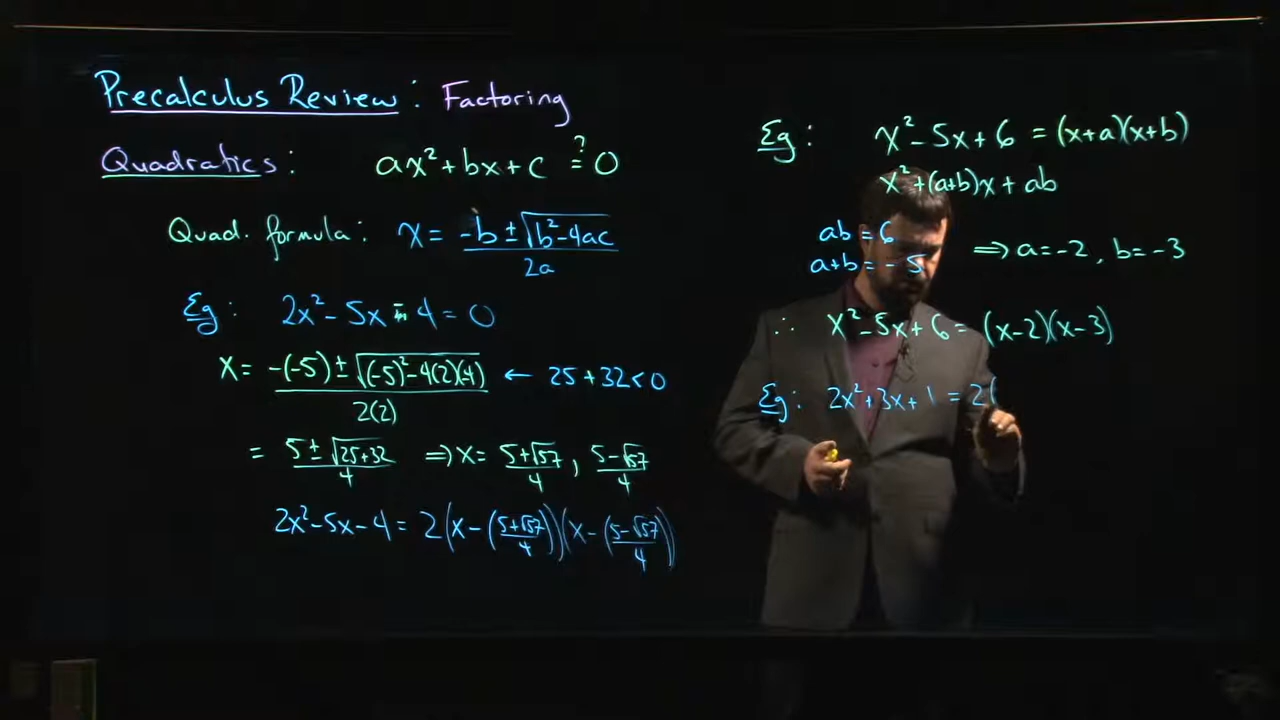 Precalculus Review: Factoring
Quadratics: ax²+bx+c ≟ 0
Quad. formula: x = (-b ± √(b²-4ac))/(2a)
Eg: 2x²-5x-4=0
x = (-(-5) ± √((-5)²-4(2)(-4)))/(2(2)) ← 25+32<0
= (5 ± √(25+32))/4 ⇒ x = (5+√57)/4, (5-√57)/4
2x²-5x-4 = 2(x-((5+√57)/4))(x-((5-√57)/4))
Eg: x²-5x+6 = (x+a)(x+b)
x²+(a+b)x+ab
ab = 6
a+b = -5 ⇒ a=-2, b=-3
∴ x²-5x+6 = (x-2)(x-3)
Eg: 2x²+3x+1 = 2(